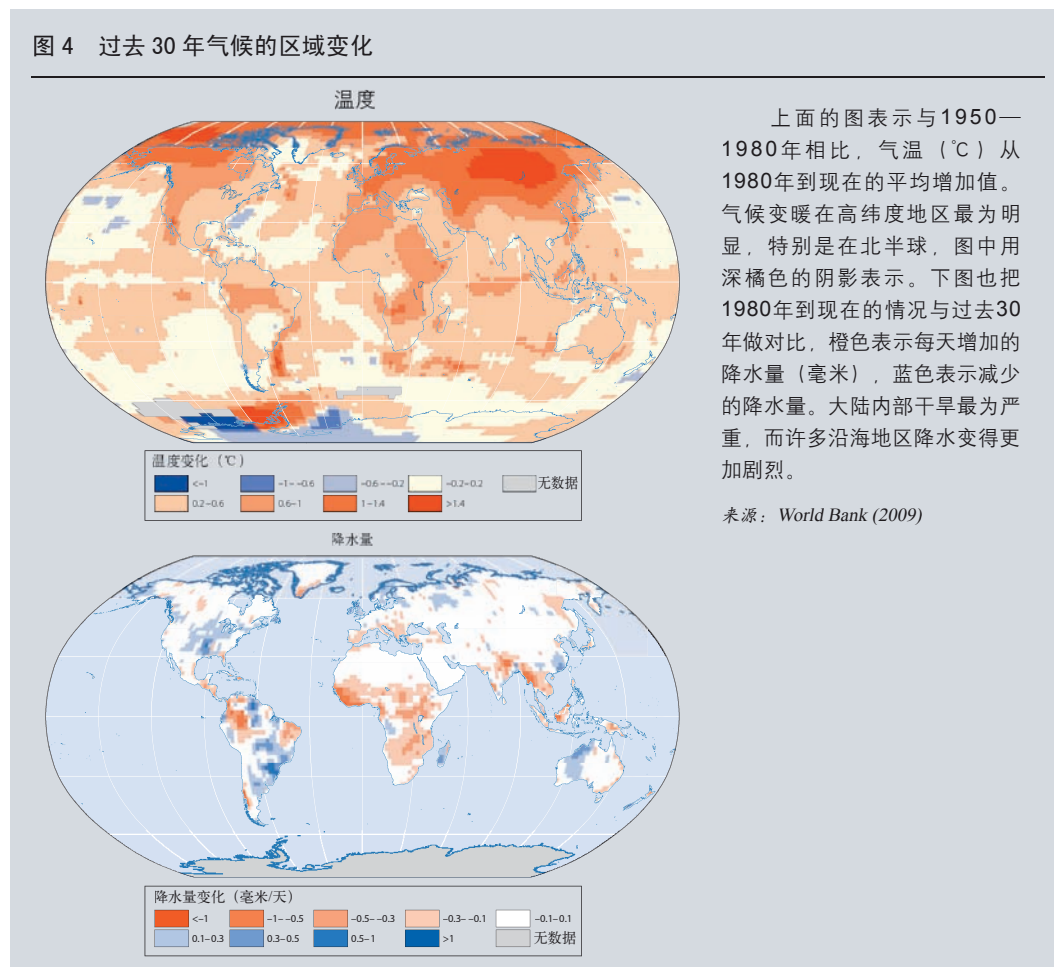 图 4 过去 30 年气候的区域变化
温度
上面的图表示与1950—
1980年相比，气温（℃）从
1980年到现在的平均增加值。
气候变暖在高纬度地区最为明
显，特别是在北半球，图中用
深橘色的阴影表示。下图也把
1980年到现在的情况与过去30
年做对比，橙色表示每天增加的
降水量（毫米），蓝色表示减少
的降水量。大陆内部干旱最为严
重，而许多沿海地区降水变得更
加剧烈。
来源：World Bank (2009)
温度变化（℃）
<-1 -1--0.6 -0.6--0.2 -0.2-0.2 无数据
0.2-0.6 0.6-1 1-1.4 >1.4
降水量
降水量变化（毫米/天）
<-1 -1--0.5 -0.5--0.3 -0.3--0.1 -0.1-0.1
0.1-0.3 0.3-0.5 0.5-1 >1 无数据